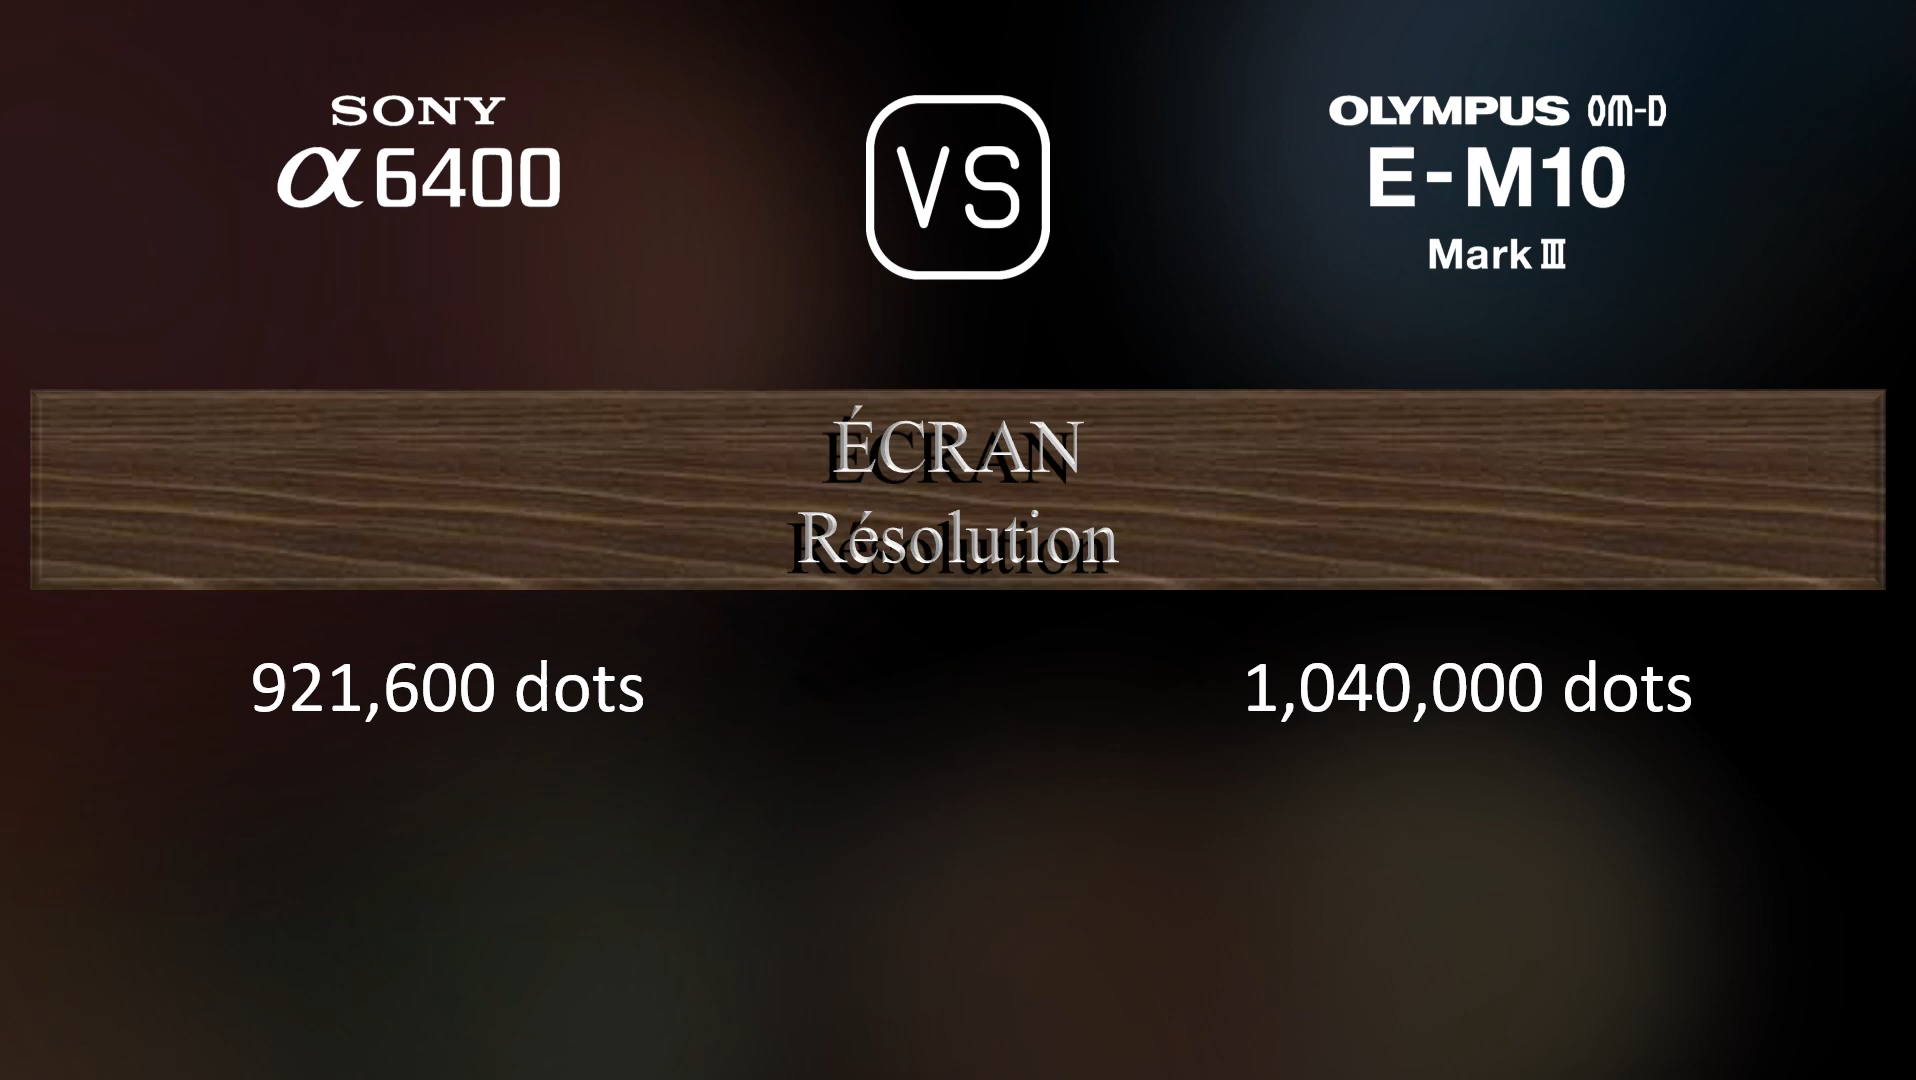 SONY
α6400
VS
OLYMPUS OM-D
E-M10
Mark III
ÉCRAN
Résolution
921,600 dots
1,040,000 dots